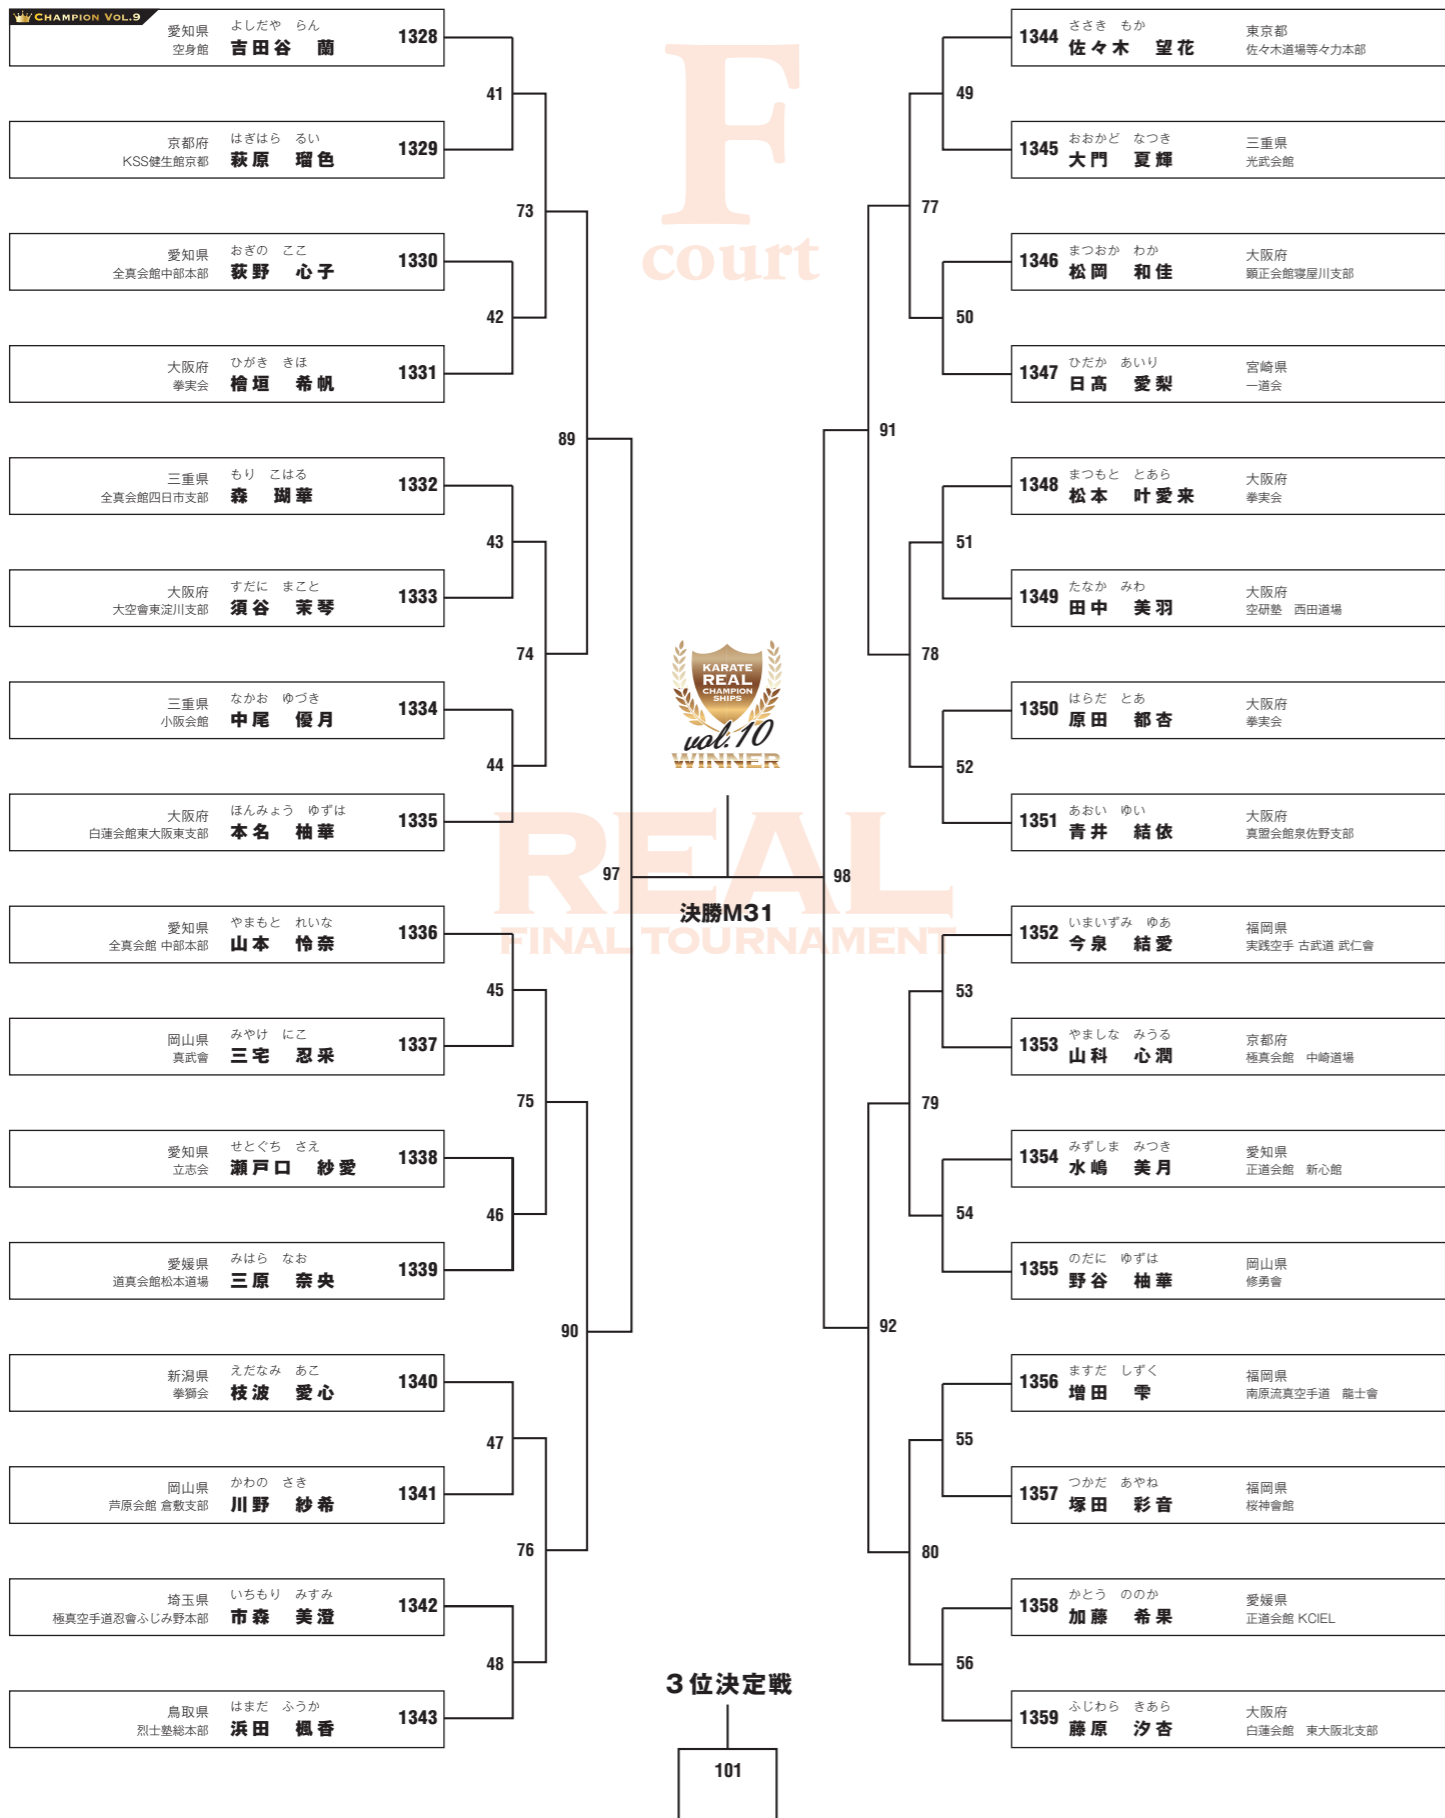 CHAMPION VOL.9
愛知県 よしだや らん
空身館 吉田谷 蘭 1328
41
京都府 はぎはら るい
KSS健生館京都 萩原 瑠色 1329
73
愛知県 おぎの ここ
全真会館中部本部 荻野 心子 1330
42
大阪府 ひがき きほ
拳実会 檜垣 希帆 1331
89
三重県 もり こはる
全真会館四日市支部 森 瑚華 1332
43
大阪府 すだに まこと
大空會東淀川支部 須谷 茉琴 1333
74
三重県 なかお ゆづき
小阪会館 中尾 優月 1334
44
大阪府 ほんみょう ゆずは
白蓮会館東大阪東支部 本名 柚華 1335
97
愛知県 やまもと れいな
全真会館 中部本部 山本 怜奈 1336
45
岡山県 みやけ にこ
真武會 三宅 忍采 1337
75
愛知県 せとぐち さえ
立志会 瀬戸口 紗愛 1338
46
愛媛県 みはら なお
道真会館松本道場 三原 奈央 1339
90
新潟県 えだなみ あこ
拳獅会 枝波 愛心 1340
47
岡山県 かわの さき
芦原会館 倉敷支部 川野 紗希 1341
76
埼玉県 いちもり みすみ
極真空手道忍會ふじみ野本部 市森 美澄 1342
48
鳥取県 はまだ ふうか
烈士塾総本部 浜田 楓香 1343
F
court
KARATE
REAL
CHAMPION
SHIPS
vol.10
WINNER
REAL
決勝M31
FINAL TOURNAMENT
3位決定戦
101
ささき もか 東京都
1344 佐々木 望花 佐々木道場等々力本部
49
おおかど なつき 三重県
1345 大門 夏輝 光武会館
77
まつおか わか 大阪府
1346 松岡 和佳 顕正会館寝屋川支部
50
ひだか あいり 宮崎県
1347 日髙 愛梨 一道会
91
まつもと とあら 大阪府
1348 松本 叶愛来 拳実会
51
たなか みわ 大阪府
1349 田中 美羽 空研塾 西田道場
78
はらだ とあ 大阪府
1350 原田 都杏 拳実会
52
あおい ゆい 大阪府
1351 青井 結依 真盟会館泉佐野支部
98
いまいずみ ゆあ 福岡県
1352 今泉 結愛 実践空手 古武道 武仁會
53
やましな みうる 京都府
1353 山科 心潤 極真会館 中崎道場
79
みずしま みつき 愛知県
1354 水嶋 美月 正道会館 新心館
54
のだに ゆずは 岡山県
1355 野谷 柚華 修勇會
92
ますだ しずく 福岡県
1356 増田 雫 南原流真空手道 龍士會
55
つかだ あやね 福岡県
1357 塚田 彩音 桜神會館
80
かとう ののか 愛媛県
1358 加藤 希果 正道会館 KCIEL
56
ふじわら きあら 大阪府
1359 藤原 汐杏 白蓮会館 東大阪北支部